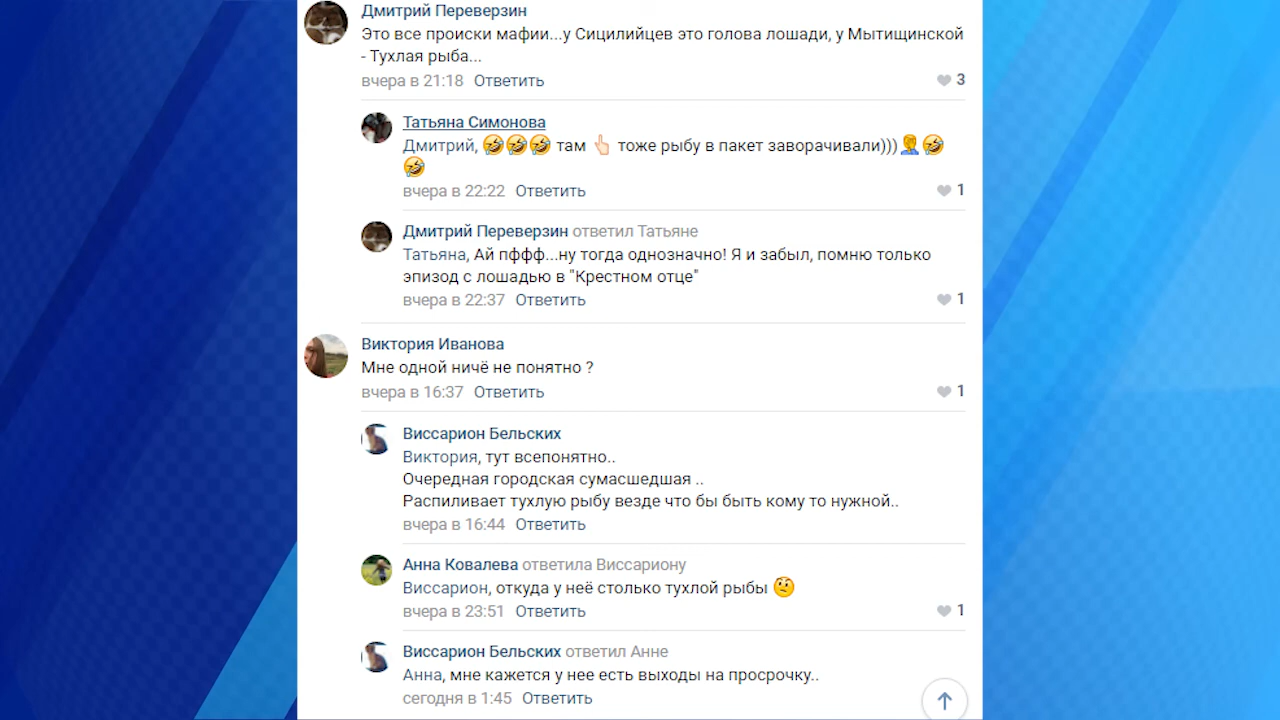 Дмитрий Переверзин
Это все происки мафии...у Сицилийцев это голова лошади, у Мытищинской
- Тухлая рыба...
вчера в 21:18 Ответить 3
Татьяна Симонова
Дмитрий, 🤣🤣🤣 там 👆🏻 тоже рыбу в пакет заворачивали)))🤦‍♂️🤣
🤣
вчера в 22:22 Ответить 1
Дмитрий Переверзин ответил Татьяне
Татьяна, Ай пффф...ну тогда однозначно! Я и забыл, помню только
эпизод с лошадью в "Крестном отце"
вчера в 22:37 Ответить 1
Виктория Иванова
Мне одной ничё не понятно ?
вчера в 16:37 Ответить 1
Виссарион Бельских
Виктория, тут всепонятно..
Очередная городская сумасшедшая ..
Распиливает тухлую рыбу везде что бы быть кому то нужной..
вчера в 16:44 Ответить
Анна Ковалева ответила Виссариону
Виссарион, откуда у неё столько тухлой рыбы 🤨
вчера в 23:51 Ответить 1
Виссарион Бельских ответил Анне
Анна, мне кажется у нее есть выходы на просрочку..
сегодня в 1:45 Ответить